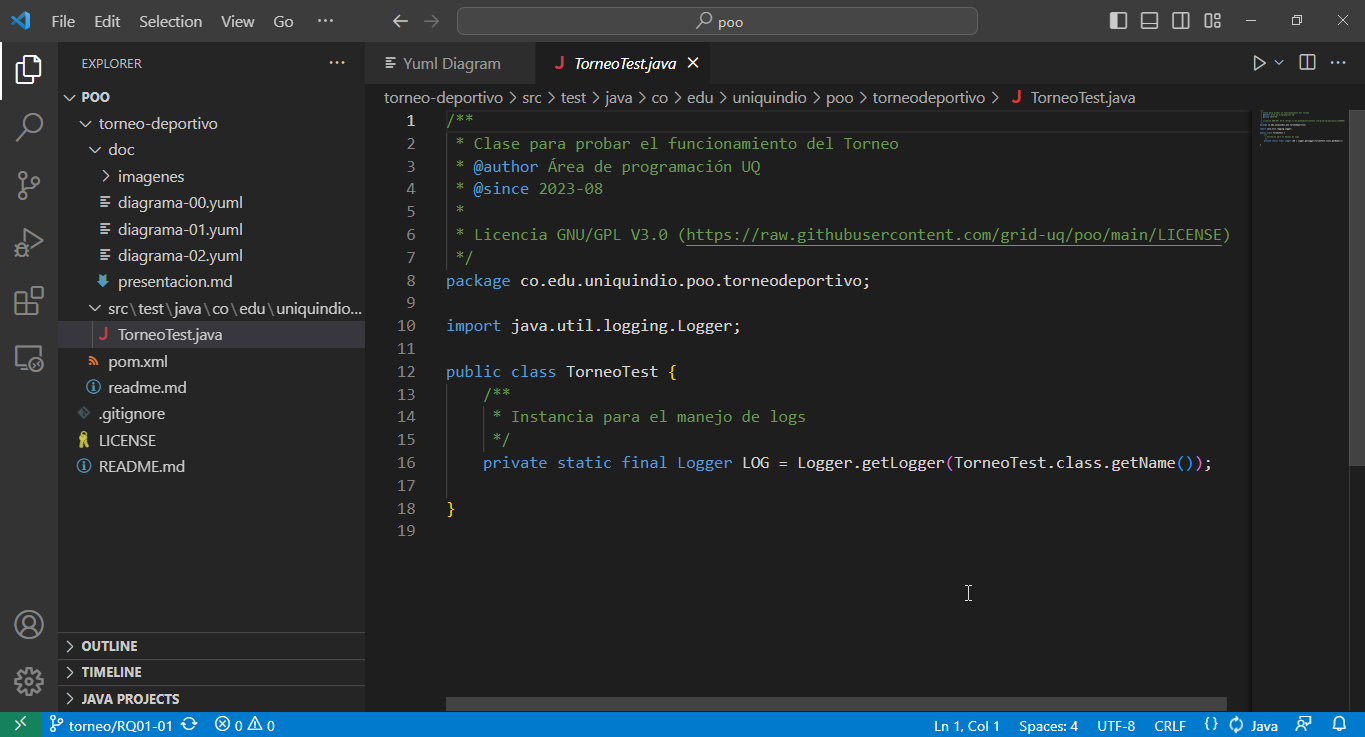 File Edit Selection View Go ···
poo
EXPLORER ···
POO
torneo-deportivo
doc
imagenes
diagrama-00.yuml
diagrama-01.yuml
diagrama-02.yuml
presentacion.md
src\test\java\co\edu\uniquindio...
TorneoTest.java
pom.xml
readme.md
.gitignore
LICENSE
README.md
OUTLINE
TIMELINE
JAVA PROJECTS
Yuml Diagram
J TorneoTest.java
torneo-deportivo > src > test > java > co > edu > uniquindio > poo > torneodeportivo > J TorneoTest.java
1 /**
2  * Clase para probar el funcionamiento del Torneo
3  * @author Área de programación UQ
4  * @since 2023-08
5  *
6  * Licencia GNU/GPL V3.0 (https://raw.githubusercontent.com/grid-uq/poo/main/LICENSE)
7  */
8 package co.edu.uniquindio.poo.torneodeportivo;
9
10 import java.util.logging.Logger;
11
12 public class TorneoTest {
13     /**
14      * Instancia para el manejo de logs
15      */
16     private static final Logger LOG = Logger.getLogger(TorneoTest.class.getName());
17
18 }
19
torneo/RQ01-01 0 0 Ln 1, Col 1 Spaces: 4 UTF-8 CRLF {} Java